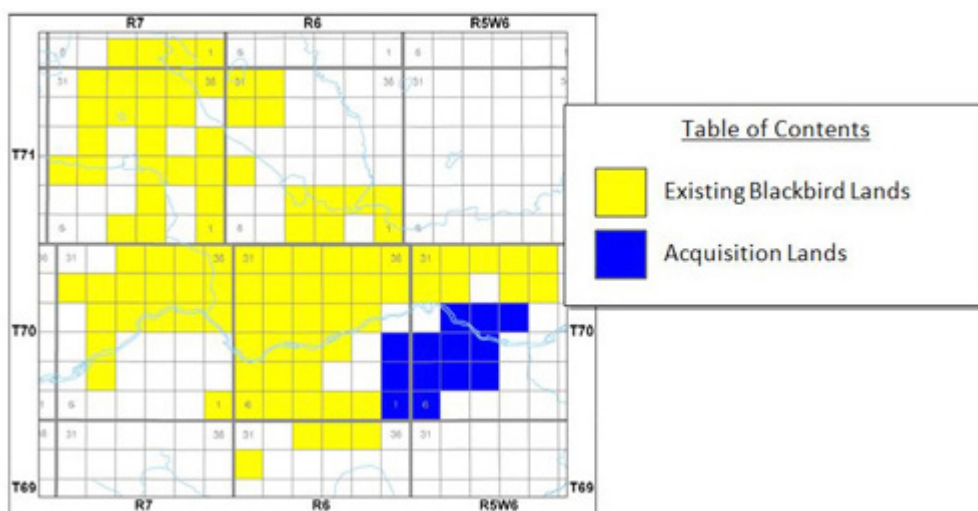 R7 R6 R5W6
6 1 6 1 6
31 36 31 36 31
Table of Contents
T71
Existing Blackbird Lands
6 1 6 1 6
Acquisition Lands
36 31 36 31 36 31
T70 T70
1 6 1 6 1 6
36 31 36 31 36 31
T69 T69
R7 R6 R5W6